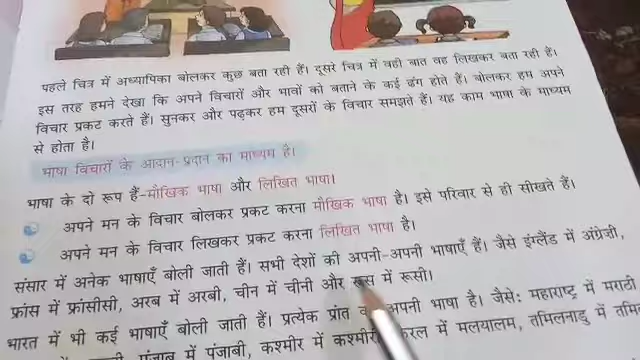 पहले चित्र में अध्यापिका बोलकर कुछ बता रही हैं। दूसरे चित्र में वही बात वह लिखकर बता रही हैं।
इस तरह हमने देखा कि अपने विचारों और भावों को बताने के कई ढंग होते हैं। बोलकर हम अपने
विचार प्रकट करते हैं। सुनकर और पढ़कर हम दूसरों के विचार समझते हैं। यह काम भाषा के माध्यम
से होता है।
भाषा विचारों के आदान-प्रदान का माध्यम है।
भाषा के दो रूप हैं-मौखिक भाषा और लिखित भाषा।
अपने मन के विचार बोलकर प्रकट करना मौखिक भाषा है। इसे परिवार से ही सीखते हैं।
अपने मन के विचार लिखकर प्रकट करना लिखित भाषा है।
संसार में अनेक भाषाएँ बोली जाती हैं। सभी देशों की अपनी-अपनी भाषाएँ हैं। जैसे इंग्लैंड में अंग्रेज़ी,
फ्रांस में फ्रांसीसी, अरब में अरबी, चीन में चीनी और रूस में रूसी।
भारत में भी कई भाषाएँ बोली जाती हैं। प्रत्येक प्रांत की अपनी भाषा है। जैसे: महाराष्ट्र में मराठी
पंजाब में पंजाबी, कश्मीर में कश्मीरी, केरल में मलयालम, तमिलनाडु में